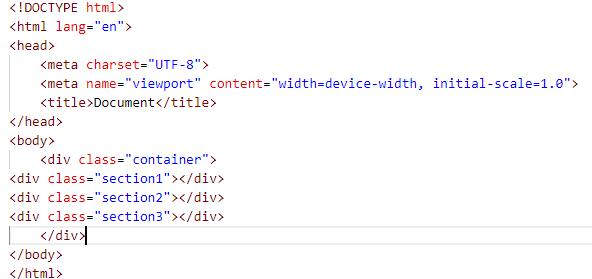 <!DOCTYPE html>
<html lang="en">
<head>
    <meta charset="UTF-8">
    <meta name="viewport" content="width=device-width, initial-scale=1.0">
    <title>Document</title>
</head>
<body>
    <div class="container">
<div class="section1"></div>
<div class="section2"></div>
<div class="section3"></div>
    </div>
</body>
</html>